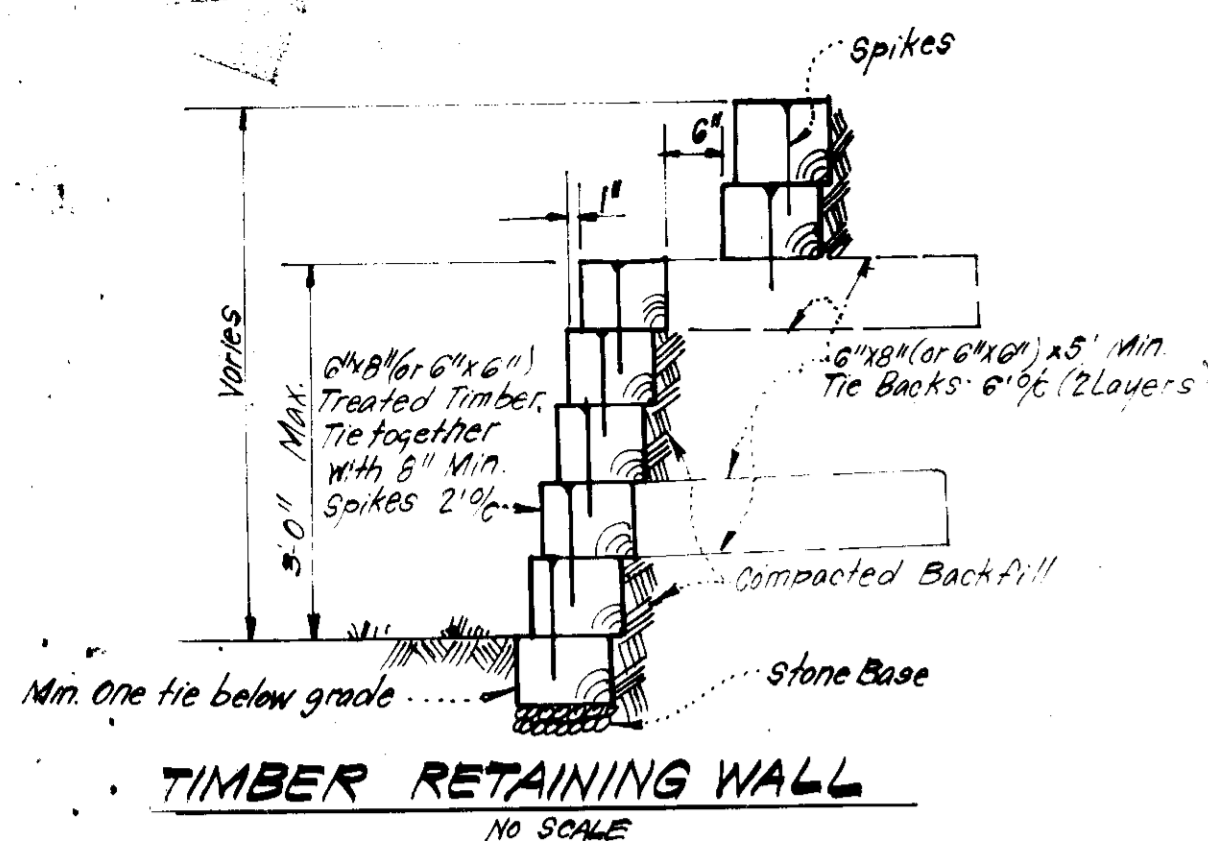 Spikes
6"
1"
Varies
3'-0" Max.
6"x8"(or 6"x6")
Treated Timber.
Tie together
with 8" Min.
Spikes 2' o/c
6"x8"(or 6"x6") x5' Min.
Tie Backs 6' o/c (2 Layers)
Compacted Backfill
Min. One tie below grade
Stone Base
TIMBER RETAINING WALL
NO SCALE